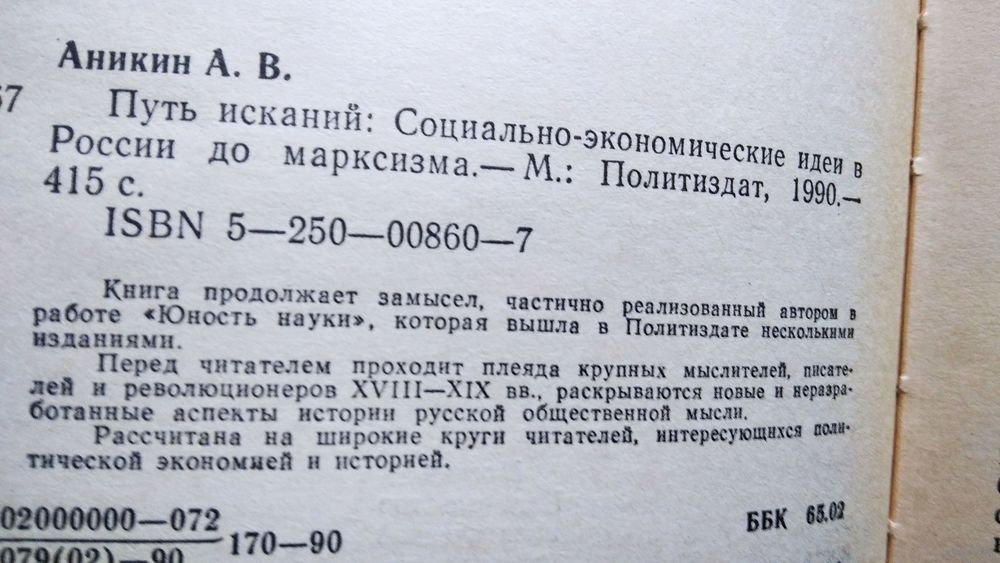 Аникин А. В.
Путь исканий: Социально-экономические идеи в
России до марксизма.— М.: Политиздат, 1990.—
415 с.
ISBN 5—250—00860—7
Книга продолжает замысел, частично реализованный автором в
работе «Юность науки», которая вышла в Политиздате несколькими
изданиями.
Перед читателем проходит плеяда крупных мыслителей, писате-
лей и революционеров XVIII—XIX вв., раскрываются новые и неразра-
ботанные аспекты истории русской общественной мысли.
Рассчитана на широкие круги читателей, интересующихся поли-
тической экономией и историей.
02000000—072
079(02)—90
170—90
ББК 65.02